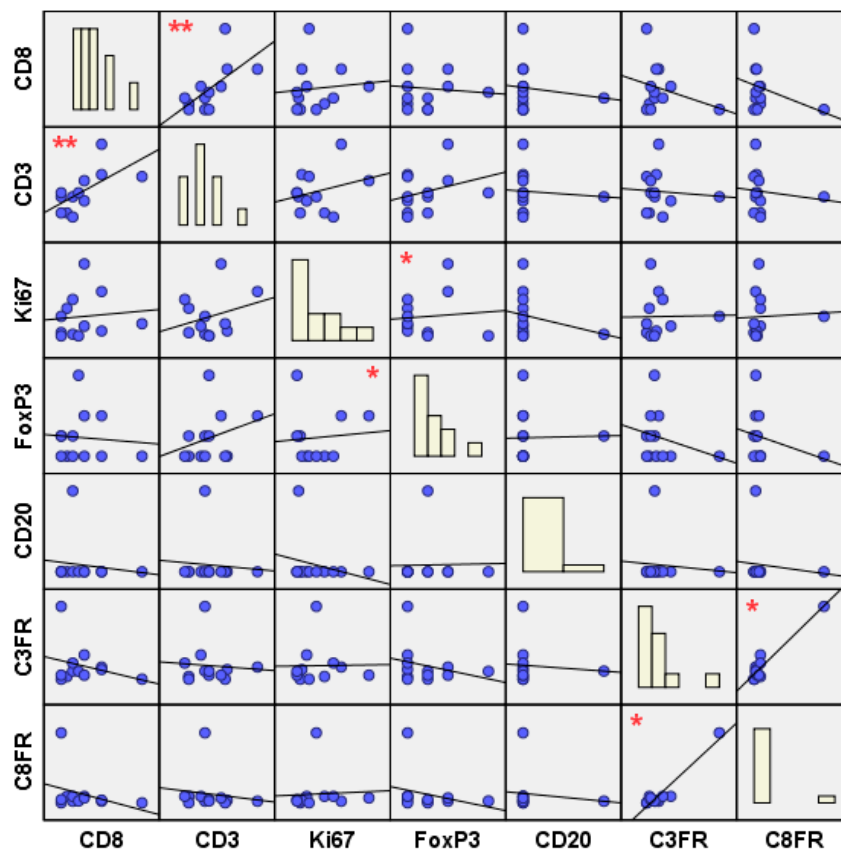 CD8
**
CD3
**
Ki67
*
FoxP3
*
CD20
C3FR
*
C8FR
*
CD8 CD3 Ki67 FoxP3 CD20 C3FR C8FR